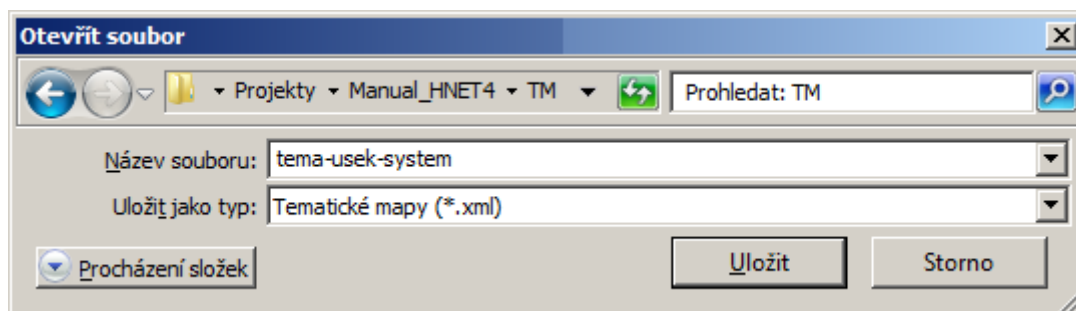 Otevřít soubor
Projekty Manual_HNET4 TM Prohledat: TM
Název souboru: tema-usek-system
Uložit jako typ: Tematické mapy (*.xml)
Procházení složek Uložit Storno